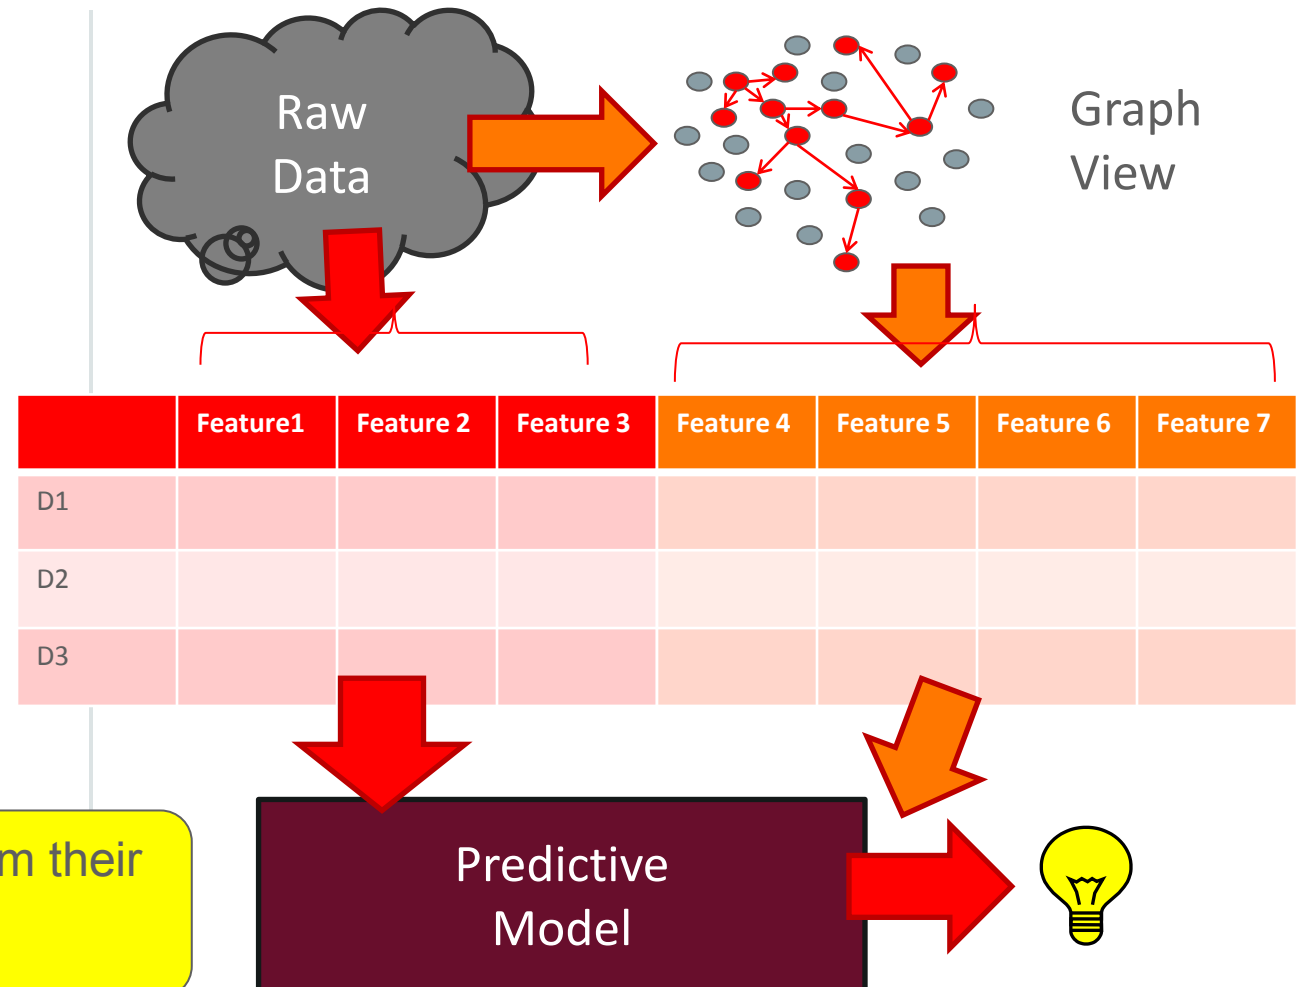 Raw
Data
Graph
View
Feature1 Feature 2 Feature 3 Feature 4 Feature 5 Feature 6 Feature 7
D1
D2
D3
m their
Predictive
Model